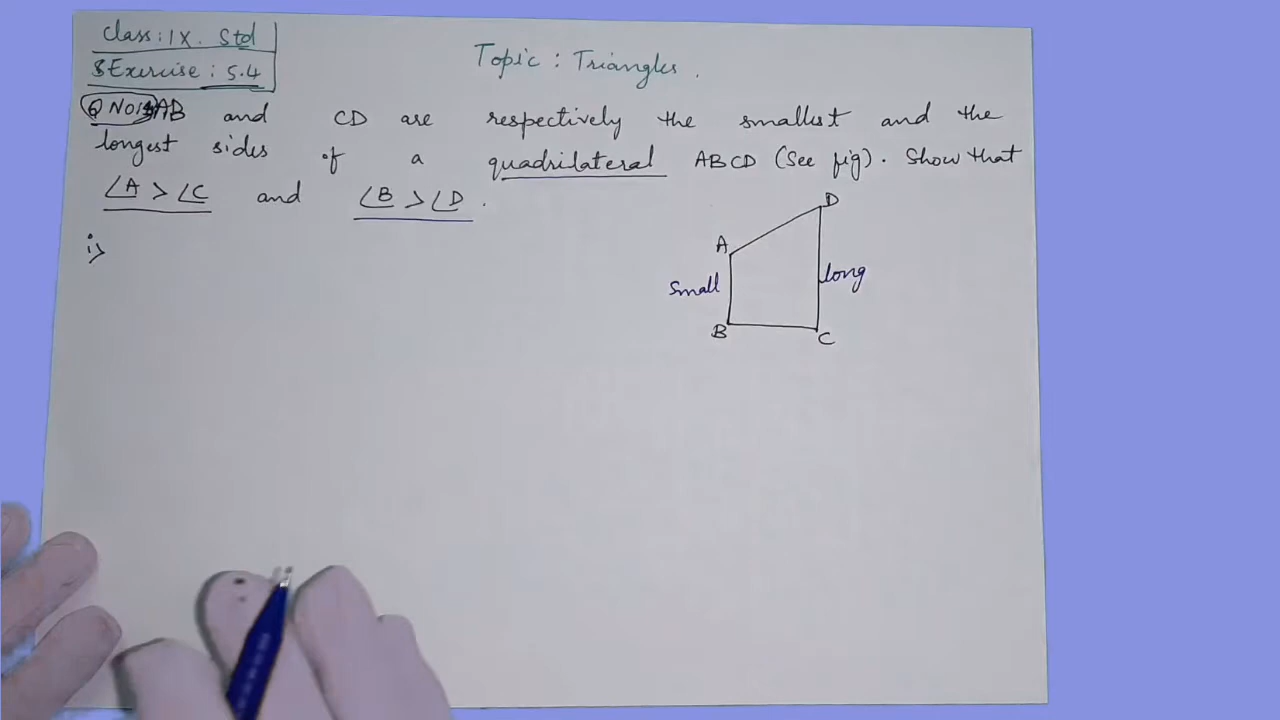 Class: IX. Std
Exercise: 5.4
Topic: Triangles.
Q No: AB and CD are respectively the smallest and the
longest sides of a quadrilateral ABCD (See fig). Show that
∠A > ∠C and ∠B > ∠D.
i>
D
A
small
long
B
C